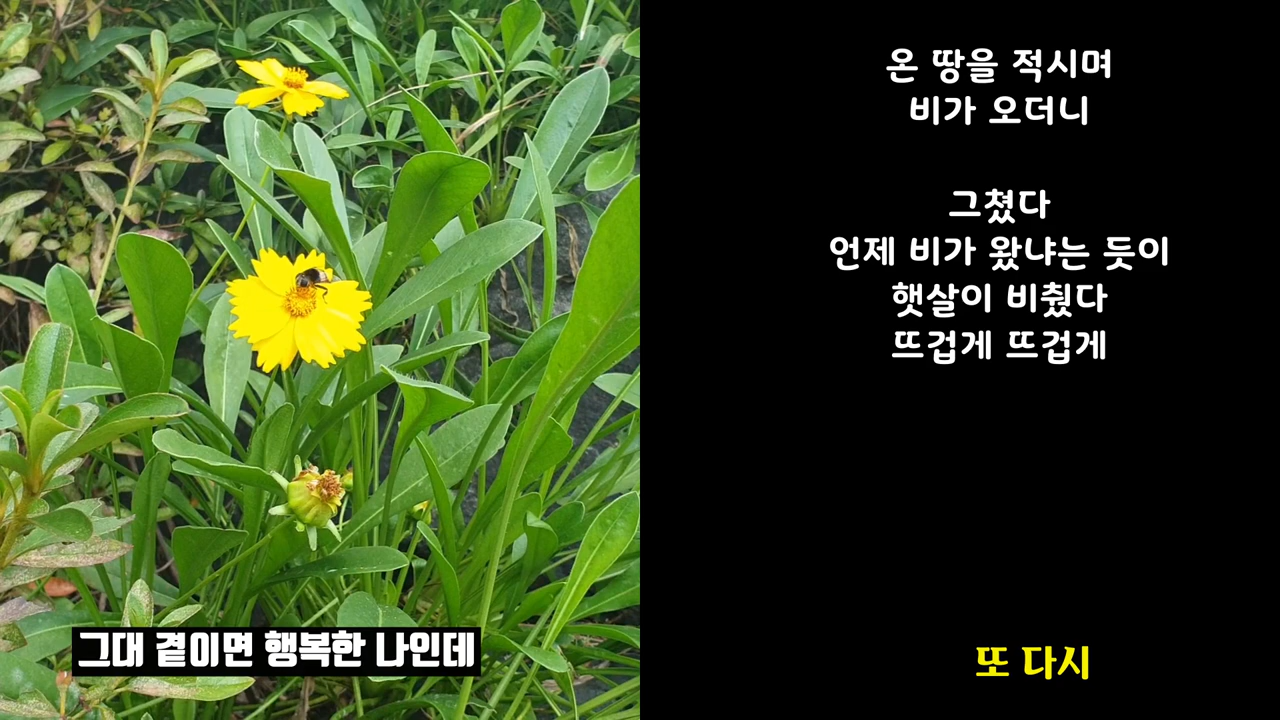 온 땅을 적시며
비가 오더니
그쳤다
언제 비가 왔냐는 듯이
햇살이 비췄다
뜨겁게 뜨겁게
그대 곁이면 행복한 나인데
또 다시